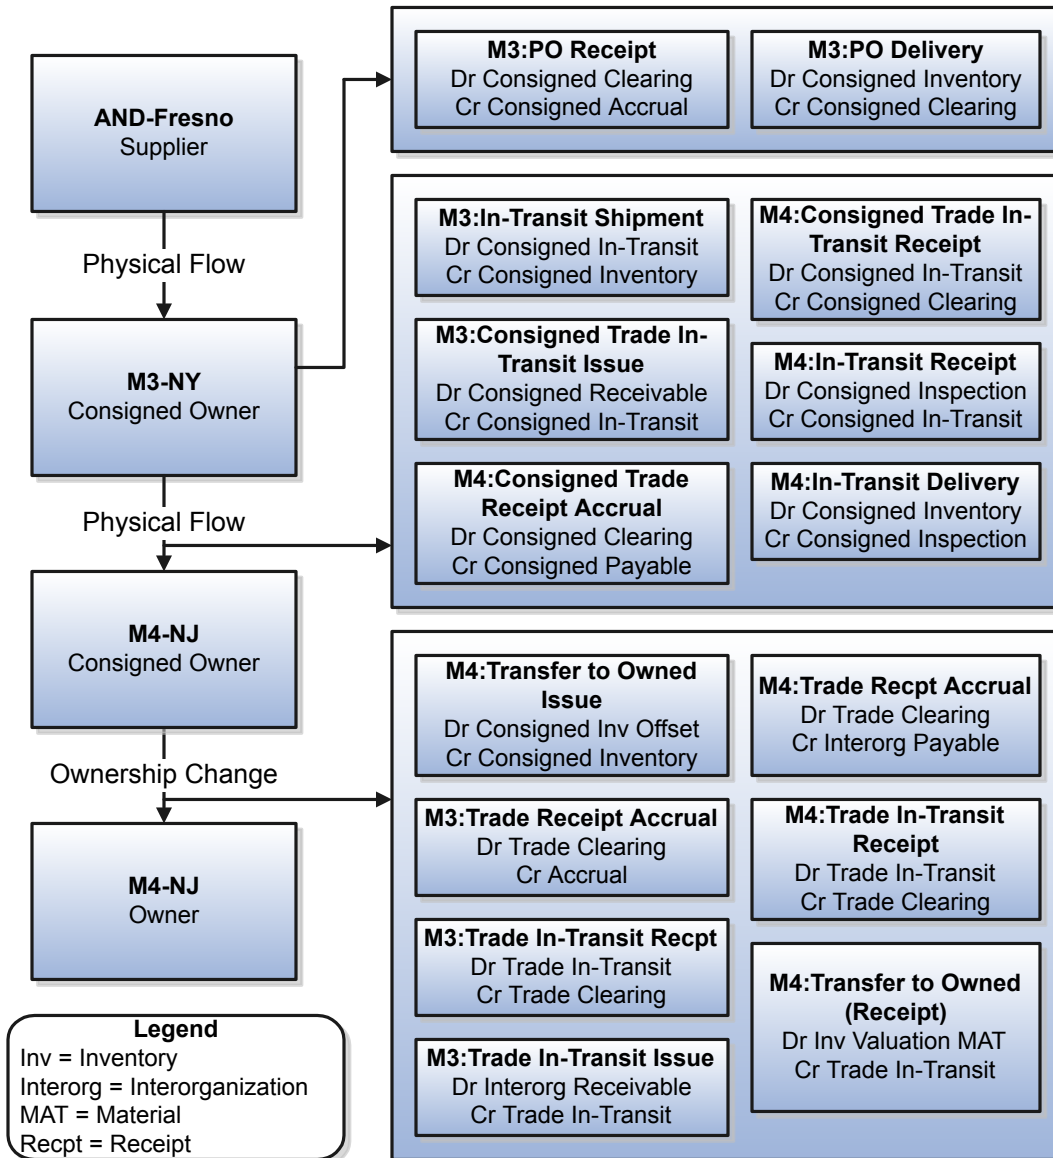 AND-Fresno
Supplier
Physical Flow
M3-NY
Consigned Owner
Physical Flow
M4-NJ
Consigned Owner
Ownership Change
M4-NJ
Owner
Legend
Inv = Inventory
Interorg = Interorganization
MAT = Material
Recpt = Receipt
M3:PO Receipt
Dr Consigned Clearing
Cr Consigned Accrual
M3:PO Delivery
Dr Consigned Inventory
Cr Consigned Clearing
M3:In-Transit Shipment
Dr Consigned In-Transit
Cr Consigned Inventory
M3:Consigned Trade In-
Transit Issue
Dr Consigned Receivable
Cr Consigned In-Transit
M4:Consigned Trade
Receipt Accrual
Dr Consigned Clearing
Cr Consigned Payable
M4:Consigned Trade In-
Transit Receipt
Dr Consigned In-Transit
Cr Consigned Clearing
M4:In-Transit Receipt
Dr Consigned Inspection
Cr Consigned In-Transit
M4:In-Transit Delivery
Dr Consigned Inventory
Cr Consigned Inspection
M4:Transfer to Owned
Issue
Dr Consigned Inv Offset
Cr Consigned Inventory
M3:Trade Receipt Accrual
Dr Trade Clearing
Cr Accrual
M3:Trade In-Transit Recpt
Dr Trade In-Transit
Cr Trade Clearing
M3:Trade In-Transit Issue
Dr Interorg Receivable
Cr Trade In-Transit
M4:Trade Recpt Accrual
Dr Trade Clearing
Cr Interorg Payable
M4:Trade In-Transit
Receipt
Dr Trade In-Transit
Cr Trade Clearing
M4:Transfer to Owned
(Receipt)
Dr Inv Valuation MAT
Cr Trade In-Transit